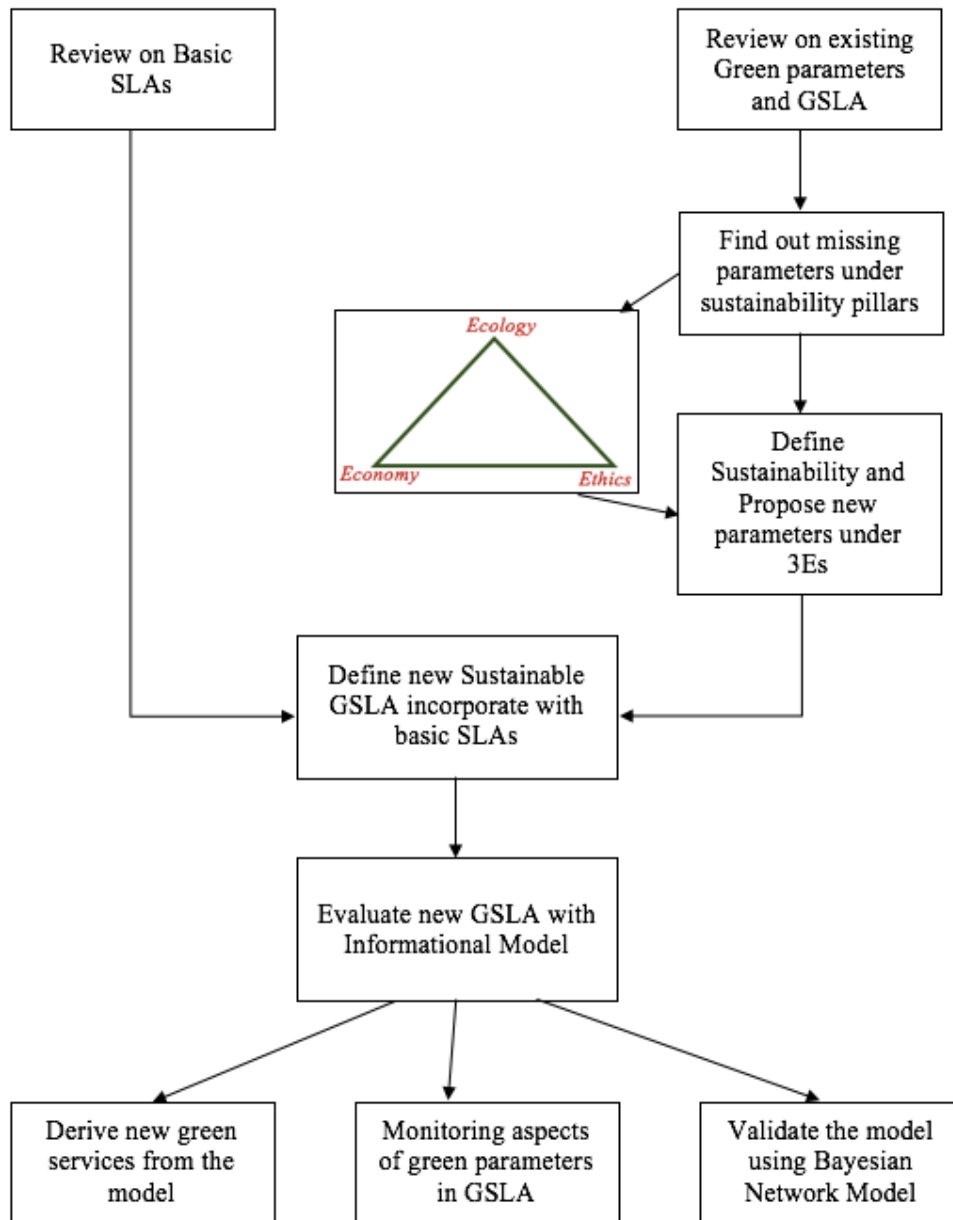 Review on Basic
SLAs
Review on existing
Green parameters
and GSLA
Find out missing
parameters under
sustainability pillars
Ecology
Economy
Ethics
Define
Sustainability and
Propose new
parameters under
3Es
Define new Sustainable
GSLA incorporate with
basic SLAs
Evaluate new GSLA with
Informational Model
Derive new green
services from the
model
Monitoring aspects
of green parameters
in GSLA
Validate the model
using Bayesian
Network Model